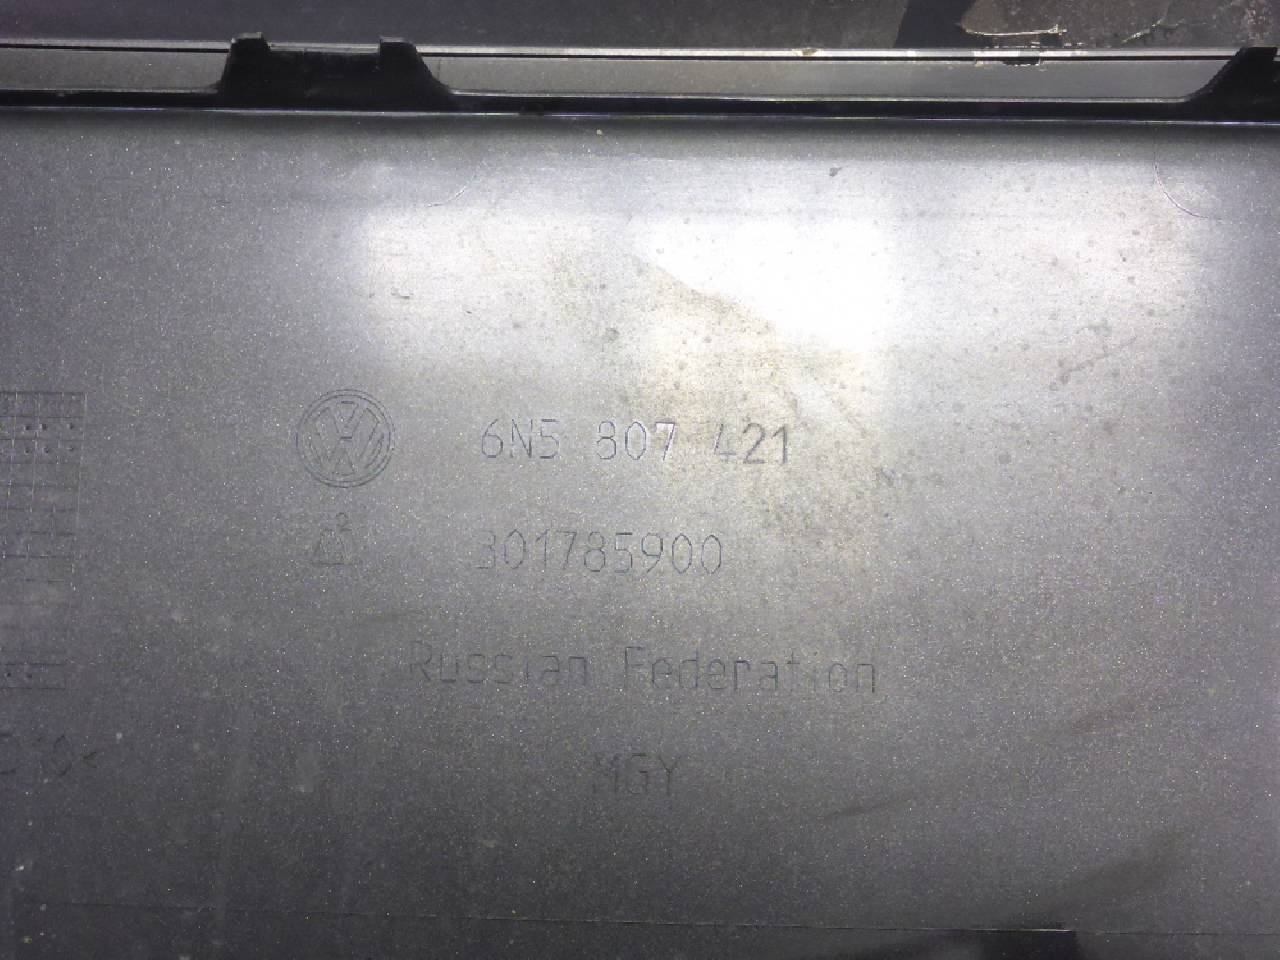 6N5 807 421
301785900
Russian Federation
MGY